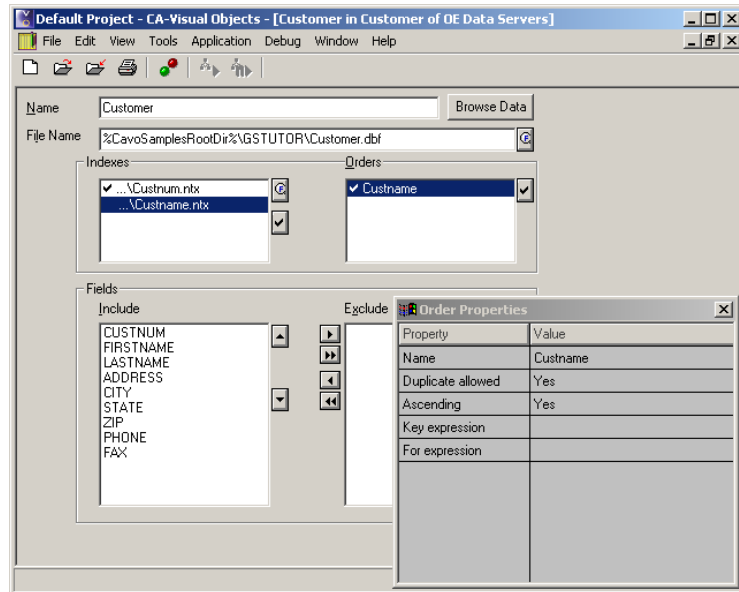 Default Project - CA-Visual Objects - [Customer in Customer of OE Data Servers]
File Edit View Tools Application Debug Window Help
Name Customer Browse Data
File Name %CavoSamplesRootDir%\GSTUTOR\Customer.dbf
Indexes Orders
...\Custnum.ntx Custname
...\Custname.ntx
Fields
Include Exclude
CUSTNUM
FIRSTNAME
LASTNAME
ADDRESS
CITY
STATE
ZIP
PHONE
FAX
Order Properties
Property Value
Name Custname
Duplicate allowed Yes
Ascending Yes
Key expression
For expression